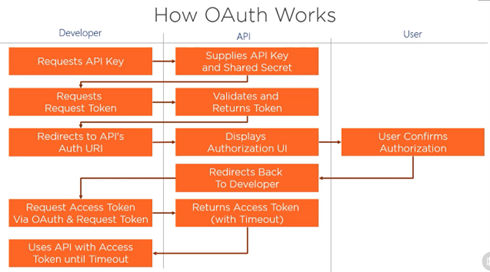 How OAuth Works
Developer
API
User
Requests API Key
Supplies API Key
and Shared Secret
Requests
Request Token
Validates and
Returns Token
Redirects to API's
Auth URI
Displays
Authorization UI
User Confirms
Authorization
Redirects Back
To Developer
Request Access Token
Via OAuth & Request Token
Returns Access Token
(with Timeout)
Uses API with Access
Token until Timeout